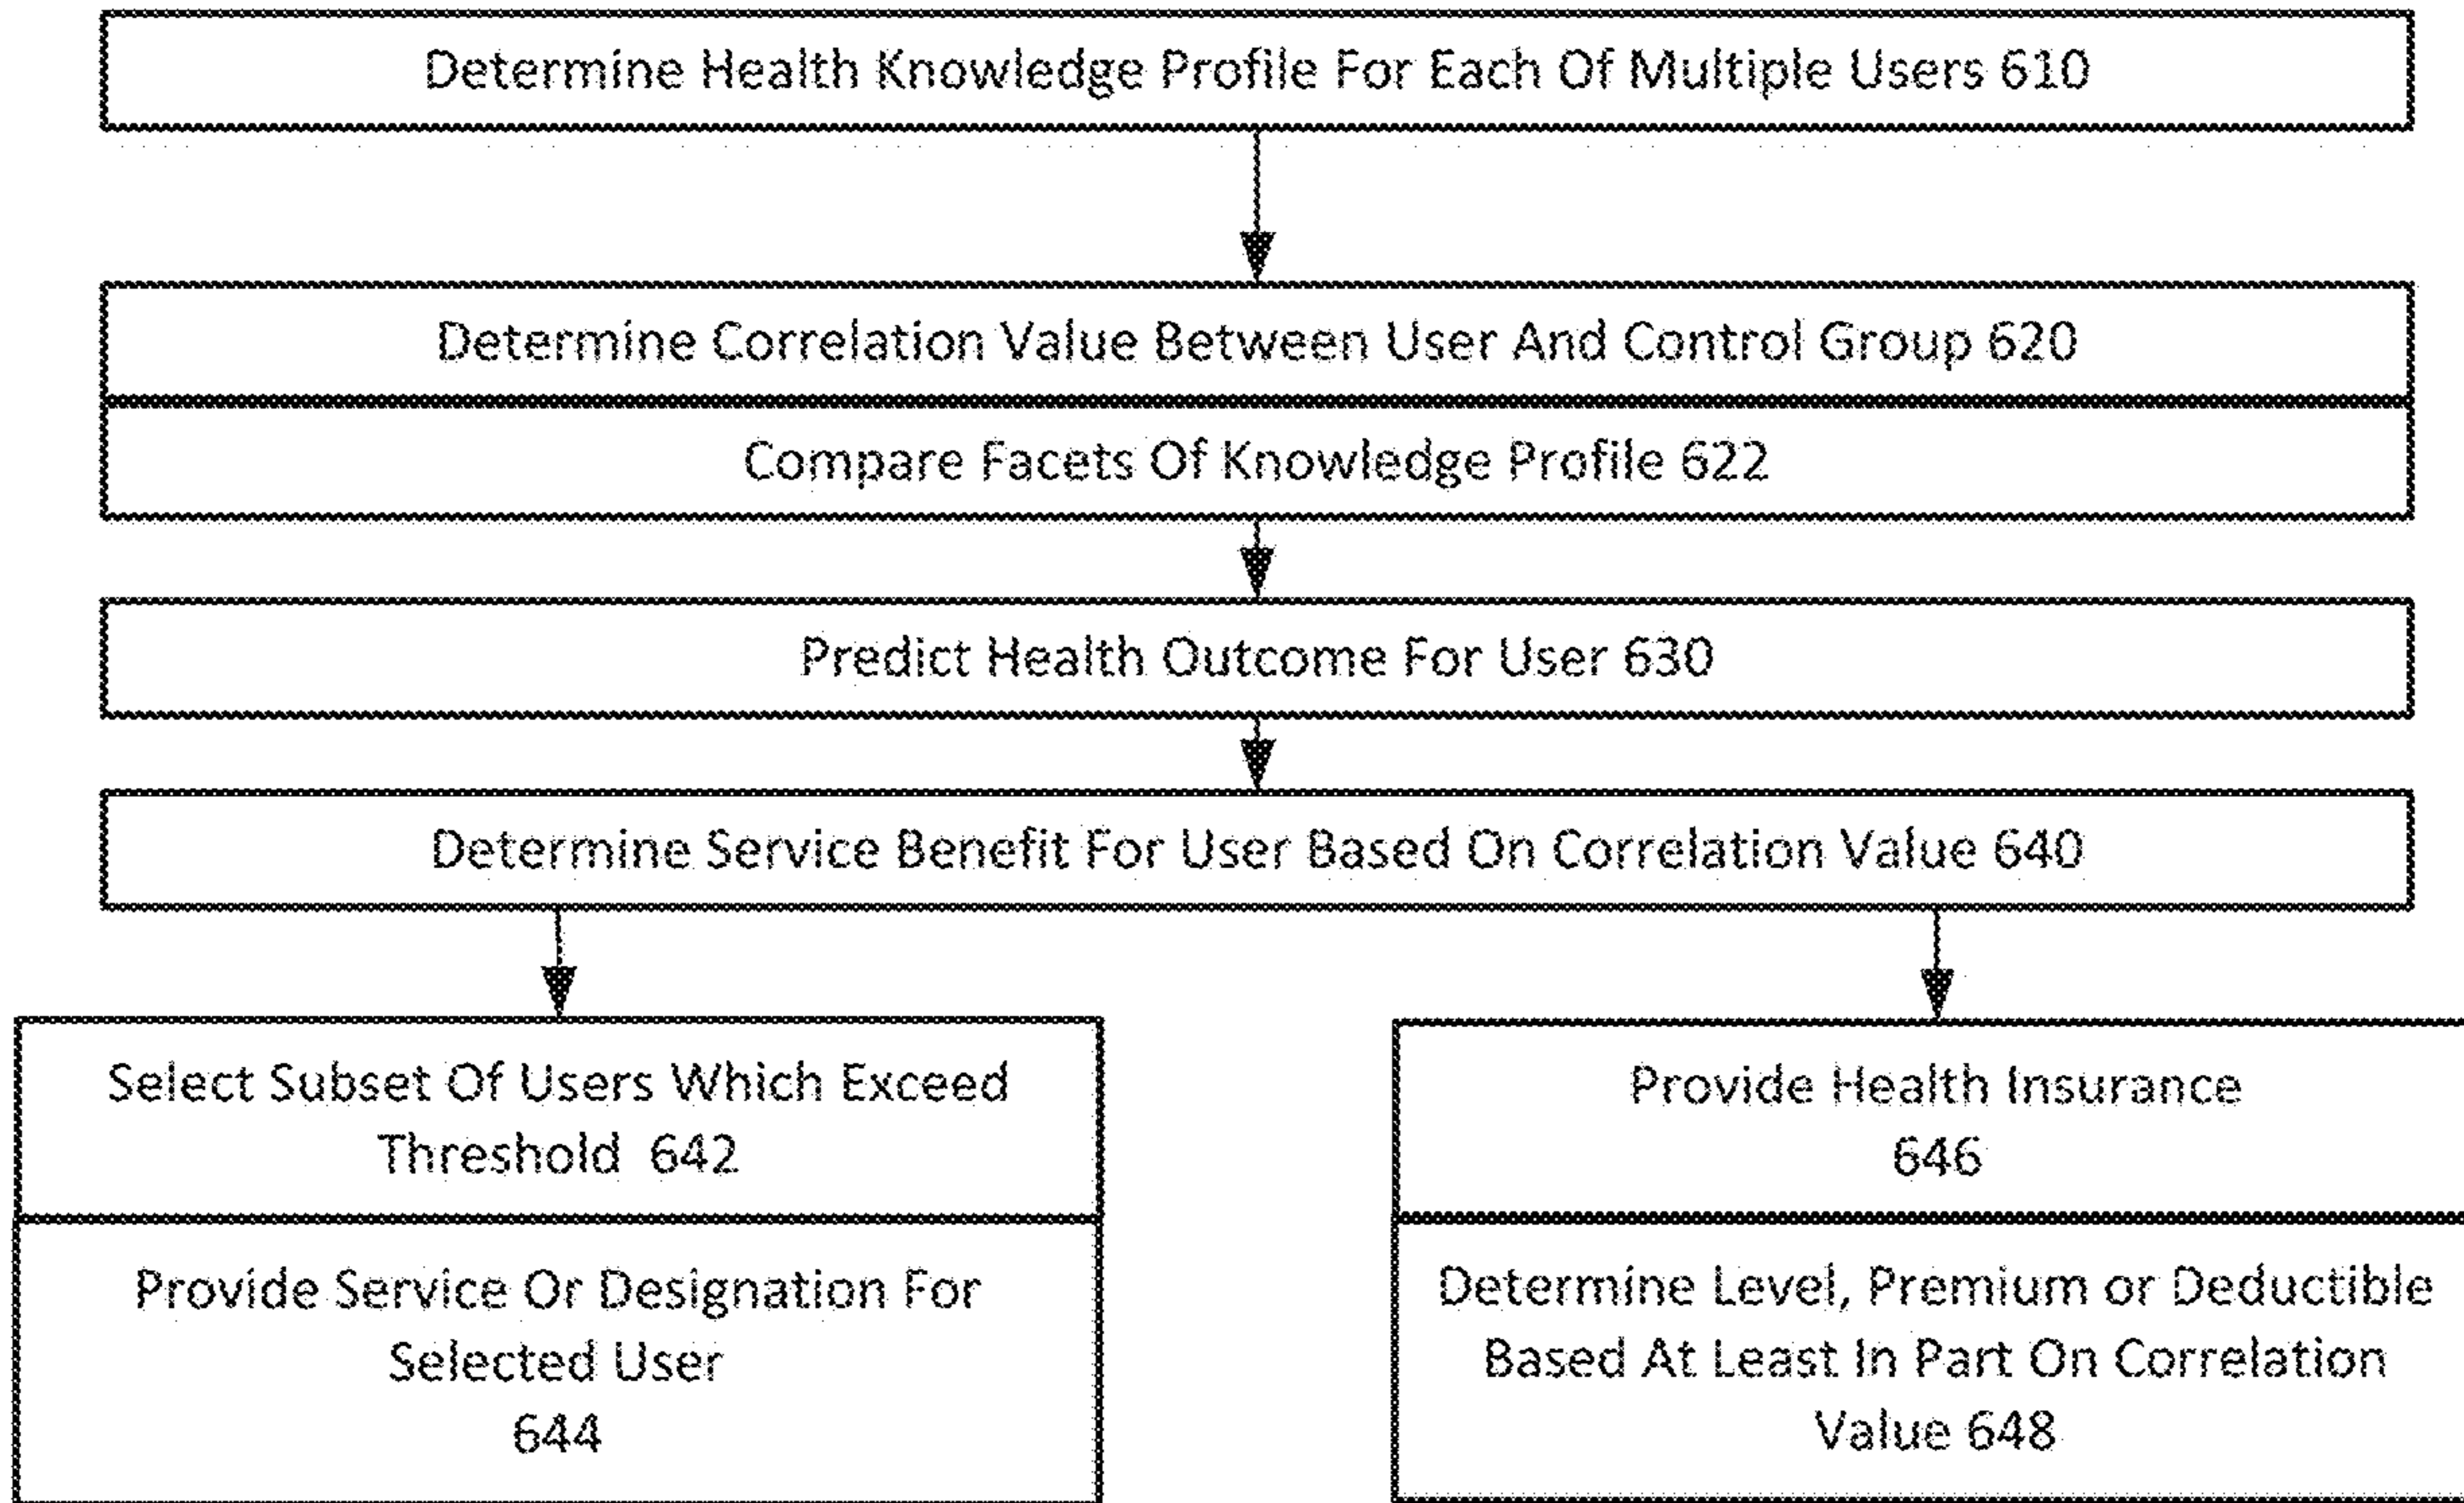 Determine Health Knowledge Profile For Each Of Multiple Users 610
Determine Correlation Value Between User And Control Group 620
Compare Facets Of Knowledge Profile 622
Predict Health Outcome For User 630
Determine Service Benefit For User Based On Correlation Value 640
Select Subset Of Users Which Exceed
Threshold 642
Provide Service Or Designation For
Selected User
644
Provide Health Insurance
646
Determine Level, Premium or Deductible
Based At Least In Part On Correlation
Value 648